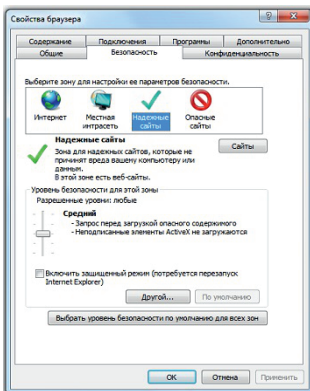 Свойства браузера
Содержание Подключения Программы Дополнительно
Общие Безопасность Конфиденциальность
Выберите зону для настройки ее параметров безопасности.
Интернет Местная интрасеть Надежные сайты Опасные сайты
Надежные сайты
Сайты
Зона для надежных сайтов, которые не
причинят вреда вашему компьютеру или
данным.
В этой зоне есть веб-сайты.
Уровень безопасности для этой зоны
Разрешенные уровни: любые
Средний
- Запрос перед загрузкой опасного содержимого
- Неподписанные элементы ActiveX не загружаются
Включить защищенный режим (потребуется перезапуск
Internet Explorer)
Другой... По умолчанию
Выбрать уровень безопасности по умолчанию для всех зон
OK Отмена Применить